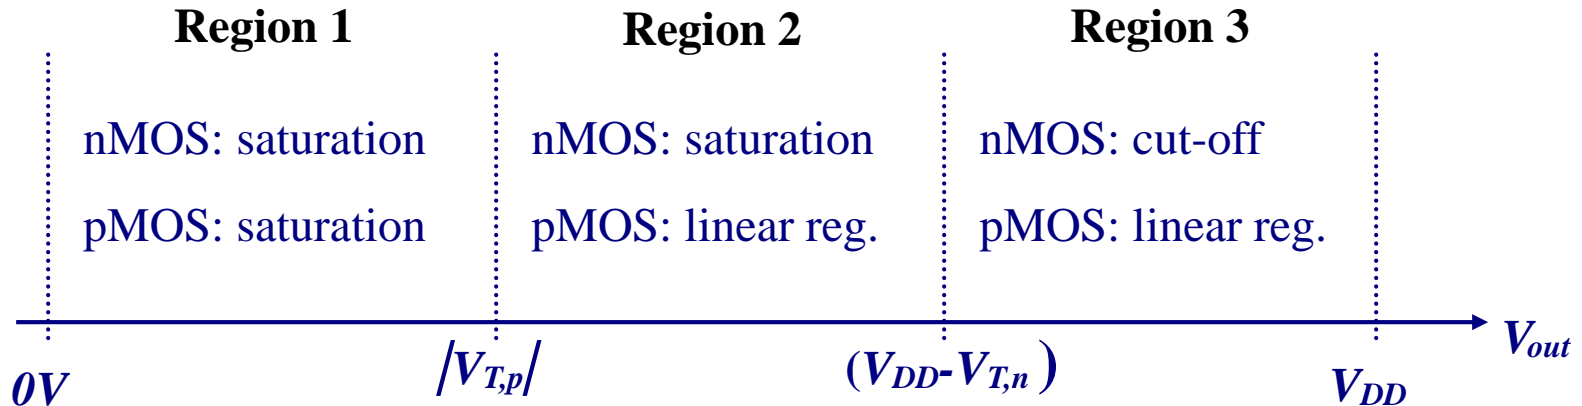 Region 1 Region 2 Region 3
nMOS: saturation nMOS: saturation nMOS: cut-off
pMOS: saturation pMOS: linear reg. pMOS: linear reg.
0V |VT,p| (VDD-VT,n) VDD Vout